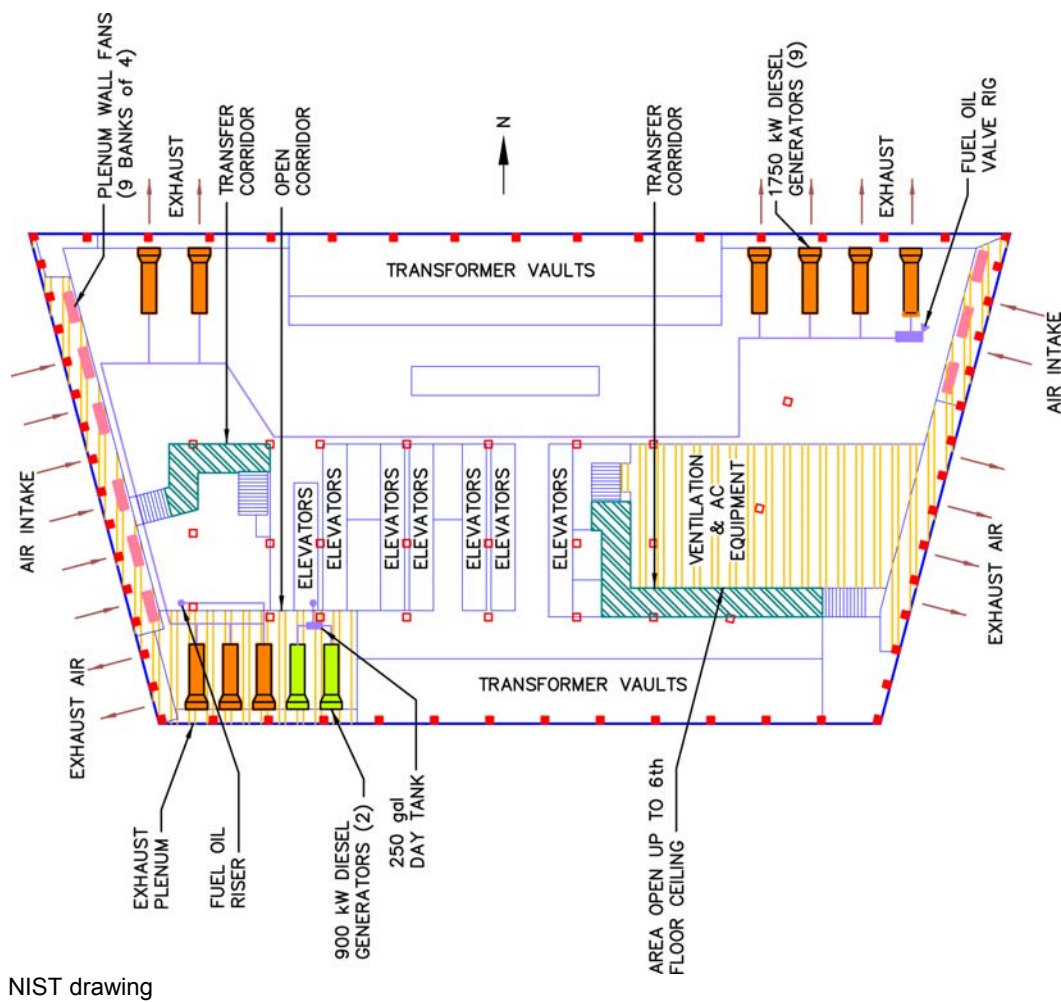 PLENUM WALL FANS
(9 BANKS of 4)
EXHAUST
TRANSFER
CORRIDOR
OPEN
CORRIDOR
N
TRANSFER
CORRIDOR
1750 kW DIESEL
GENERATORS (9)
EXHAUST
FUEL OIL
VALVE RIG
TRANSFORMER VAULTS
AIR INTAKE
AIR INTAKE
ELEVATORS
ELEVATORS
ELEVATORS
ELEVATORS
ELEVATORS
ELEVATORS
ELEVATORS
VENTILATION
& AC
EQUIPMENT
EXHAUST AIR
EXHAUST AIR
TRANSFORMER VAULTS
EXHAUST
PLENUM
FUEL OIL
RISER
900 kW DIESEL
GENERATORS (2)
250 gal
DAY TANK
AREA OPEN UP TO 6th
FLOOR CEILING
NIST drawing